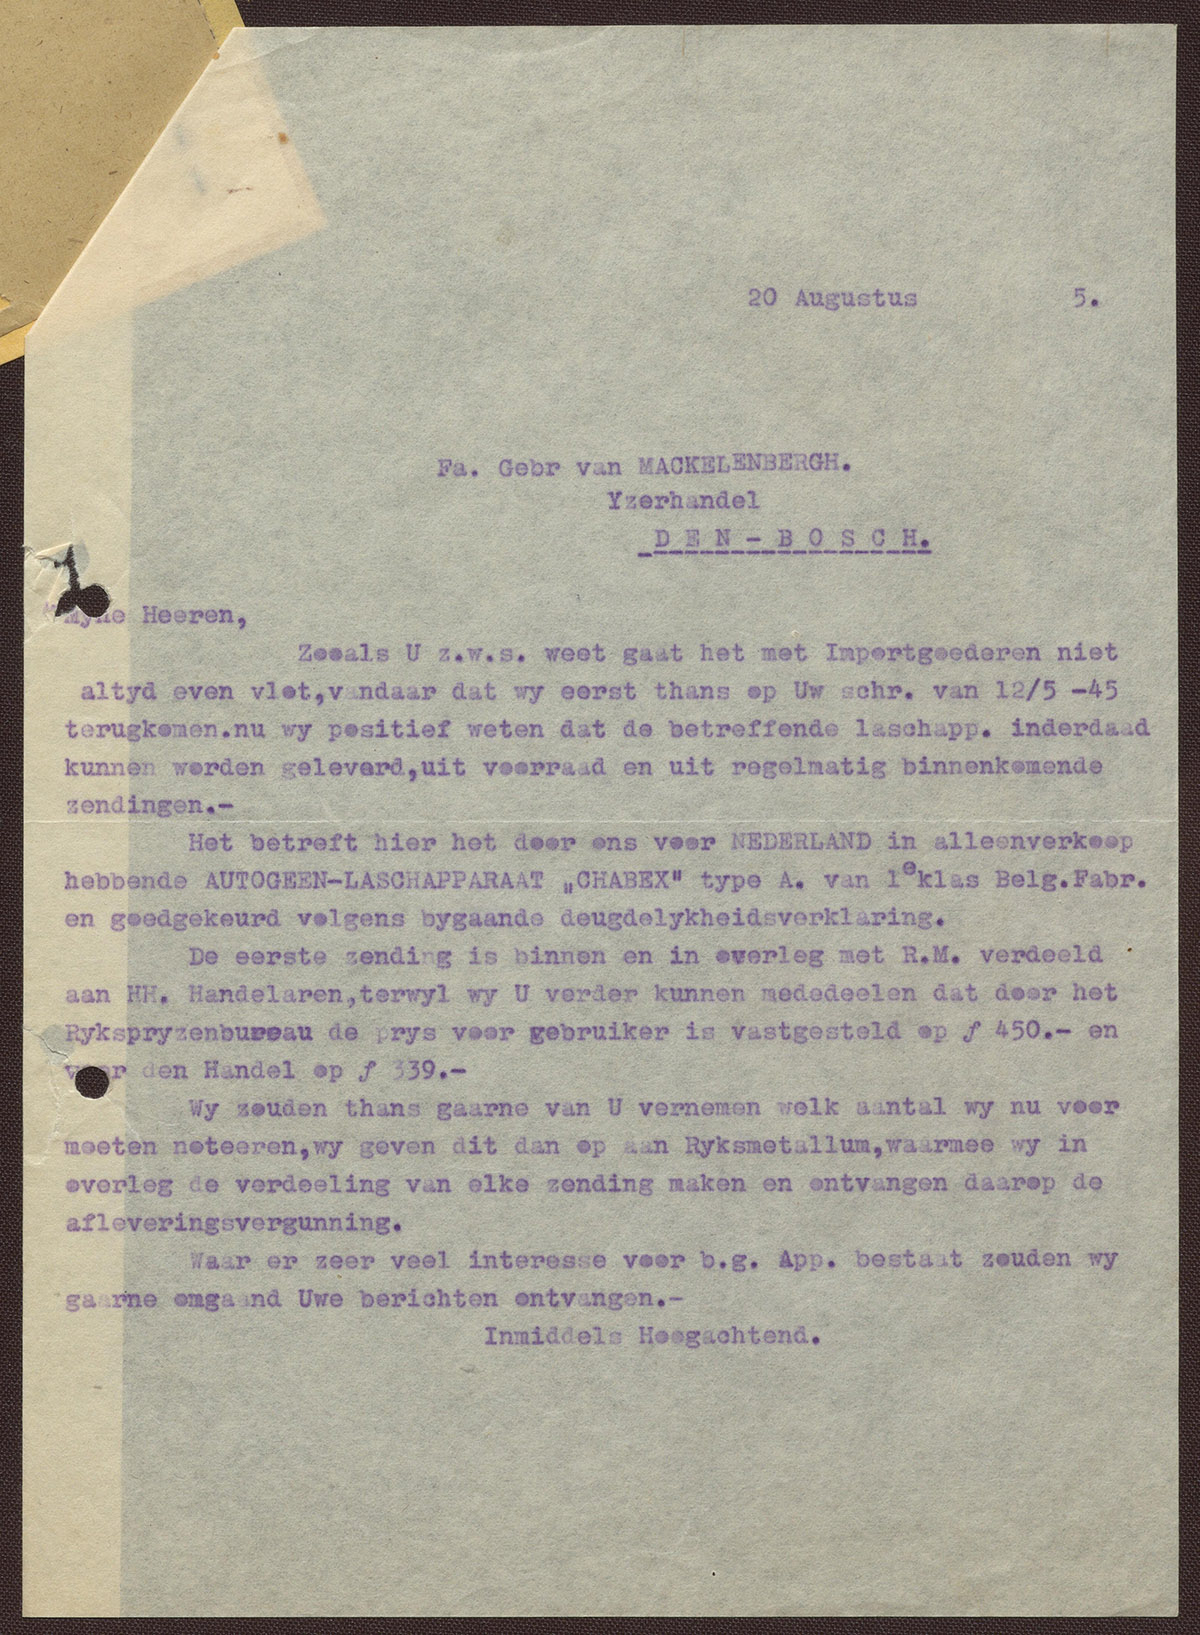 20 Augustus 5.
Fa. Gebr van MACKELENBERGH.
Yzerhandel
DEN-BOSCH.
Myne Heeren,
Zooals U z.w.s. weet gaat het met Importgoederen niet
altyd even vlot,vandaar dat wy eerst thans op Uw schr. van 12/5 -45
terugkomen.nu wy positief weten dat de betreffende laschapp. inderdaad
kunnen worden geleverd,uit voorraad en uit regelmatig binnenkomende
zendingen.-
Het betreft hier het door ons voor NEDERLAND in alleenverkoop
hebbende AUTOGEEN-LASCHAPPARAAT „CHABEX" type A. van 1e klas Belg.Fabr.
en goedgekeurd volgens bygaande deugdelykheidsverklaring.
De eerste zending is binnen en in overleg met R.M. verdeeld
aan HH. Handelaren,terwyl wy U verder kunnen mededeelen dat door het
Rykspryzenbureau de prys voor gebruiker is vastgesteld op ƒ 450.- en
voor den Handel op ƒ 339.-
Wy zouden thans gaarne van U vernemen welk aantal wy nu voor
moeten noteeren,wy geven dit dan op aan Ryksmetallum,waarmee wy in
overleg de verdeeling van elke zending maken en ontvangen daarop de
afleveringsvergunning.
Waar er zeer veel interesse voor b.g. App. bestaat zouden wy
gaarne omgaand Uwe berichten ontvangen.-
Inmiddels Hoogachtend.